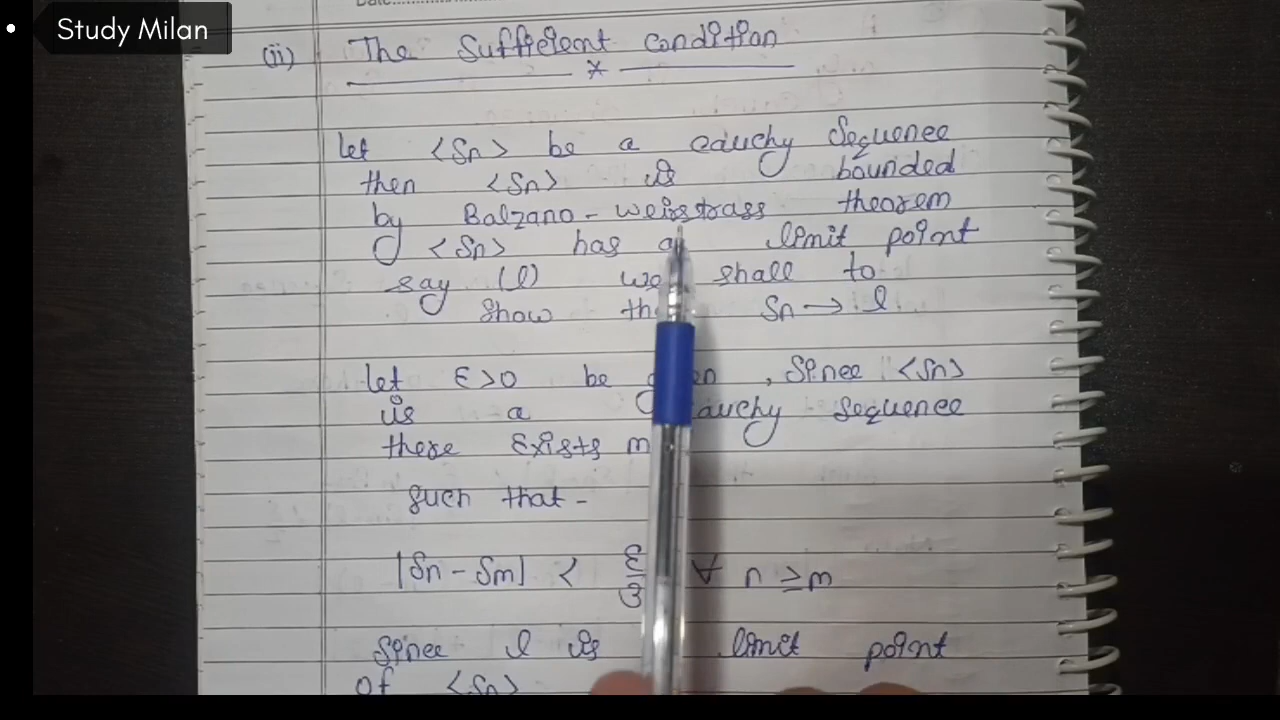 Study Milan
(ii) The Sufficient condition
let <Sn> be a cauchy Sequence
then <Sn> is bounded
by Balzano - weirstrass theorem
<Sn> has a limit point
say (l) we shall to
show Sn → l
let ε>0 be , Since <Sn>
is a cauchy sequence
there Exists m
such that -
|Sn - Sm| < ε/3 ∀ n ≥ m
Since l is limit point
of <Sn>